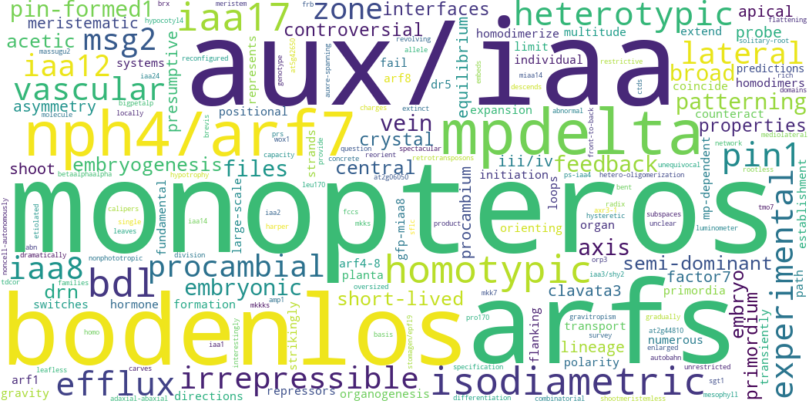 pin-formed1 iaa17 zone interfaces heterotypic apical
meristematic controversial homodimerize multitude extend probe
acetic msg2 aux/iaa equilibrium limit individual lateral
iaa12 systems presumptive represents fail arf8 dr5 broad predictions
vascular asymmetry positional reconfigured coincide homodimers
nph4/arf7 vein expansion mpdelta patterning counteract
crystal properties
shoot embryogenesis files strands central iii/iv feedback initiation pin1
monopteros
fundamental large-scale procambium loops orienting organ axis mp-dependent experimental establishment
iaa8 bdl procambial gfp-miaa8 homotypic semi-dominant
drn embryonic arf4-8 planta short-lived clavata3 factor7 embryo path
switches hormone formation primordia numerous
bodenlos arfs
strikingly flanking transport lineage polarity primordium transiently
arf1 gravity efflux irrepressible isodiametric
directions repressors organogenesis
adaxial-abaxial differentiation combinatorial shootmeristemless mesophyll
noncell-autonomously hypocotyl4 massugu2 iaa24 bigpetalp molecule locally
brevis wox1 capacity question concrete reorient spectacular retrotransposons
betaalphaalphabeta hypotrophy at2g06050 hetero-oligomerization ps-iaa4
front-to-back abnormal unequivocal rootless mediolateral network
etiolated calipers single leaves iaa14 iaa2 harper fccs mkks product
bent radix hysteretic unclear subspaces luminometer tmo7
abn dramatically nonphototropic division mkkks amp1 oversized mkk7 orp3
iaa3/shy2 gradually at2g44810 survey enlarged autobahn unrestricted sgt1
tdcor families homo leafless iaa1 interestingly carves basis
pro170 gravitropism specification
brx meristem frb allele revolving genotype auxre-spanning extinct
charges descends embeds miaa14 restrictive ctds solitary-root rich domains flattening
provide prs leu170